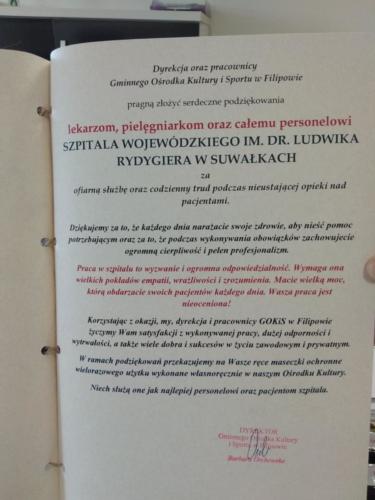 Dyrekcja oraz pracownicy
Gminnego Ośrodka Kultury i Sportu w Filipowie
pragną złożyć serdeczne podziękowania
lekarzom, pielęgniarkom oraz całemu personelowi
SZPITALA WOJEWÓDZKIEGO IM. DR. LUDWIKA
RYDYGIERA W SUWAŁKACH
za
ofiarną służbę oraz codzienny trud podczas nieustającej opieki nad
pacjentami.
Dziękujemy za to, że każdego dnia narażacie swoje zdrowie, aby nieść pomoc
potrzebującym oraz za to, że podczas wykonywania obowiązków zachowujecie
ogromną cierpliwość i pełen profesjonalizm.
Praca w szpitalu to wyzwanie i ogromna odpowiedzialność. Wymaga ona
wielkich pokładów empatii, wrażliwości i zrozumienia. Macie wielką moc,
którą obdarzacie swoich pacjentów każdego dnia. Wasza praca jest
nieoceniona!
Korzystając z okazji, my, dyrekcja i pracownicy GOKiS w Filipowie
życzymy Wam satysfakcji z wykonywanej pracy, dużej odporności i
wytrwałości, a także wiele dobra i sukcesów w życiu zawodowym i prywatnym.
W ramach podziękowań przekazujemy na Wasze ręce maseczki ochronne
wielorazowego użytku wykonane własnoręcznie w naszym Ośrodku Kultury.
Niech służą one jak najlepiej personelowi oraz pacjentom szpitala.
DYREKTOR
Gminnego Ośrodka Kultury
i Sportu w Filipowie
Barbara